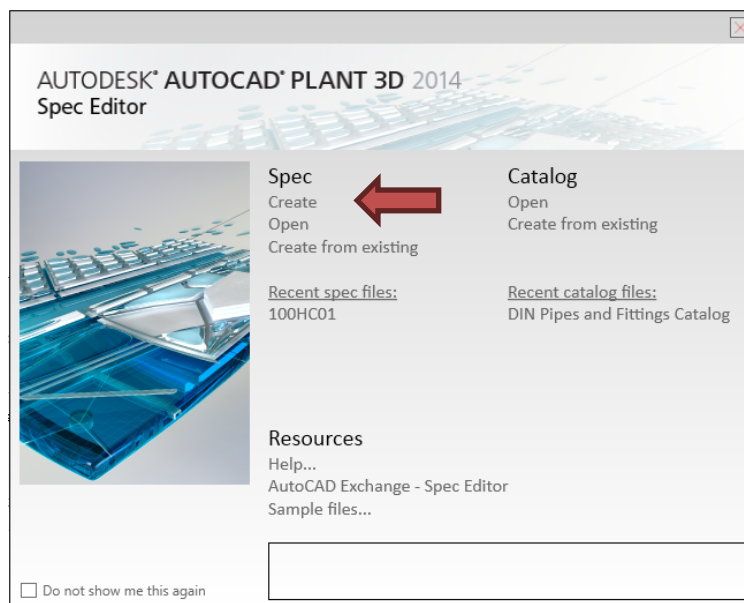 AUTODESK® AUTOCAD® PLANT 3D 2014
Spec Editor
Spec
Create
Open
Create from existing
Recent spec files:
100HC01
Catalog
Open
Create from existing
Recent catalog files:
DIN Pipes and Fittings Catalog
Resources
Help...
AutoCAD Exchange - Spec Editor
Sample files...
Do not show me this again